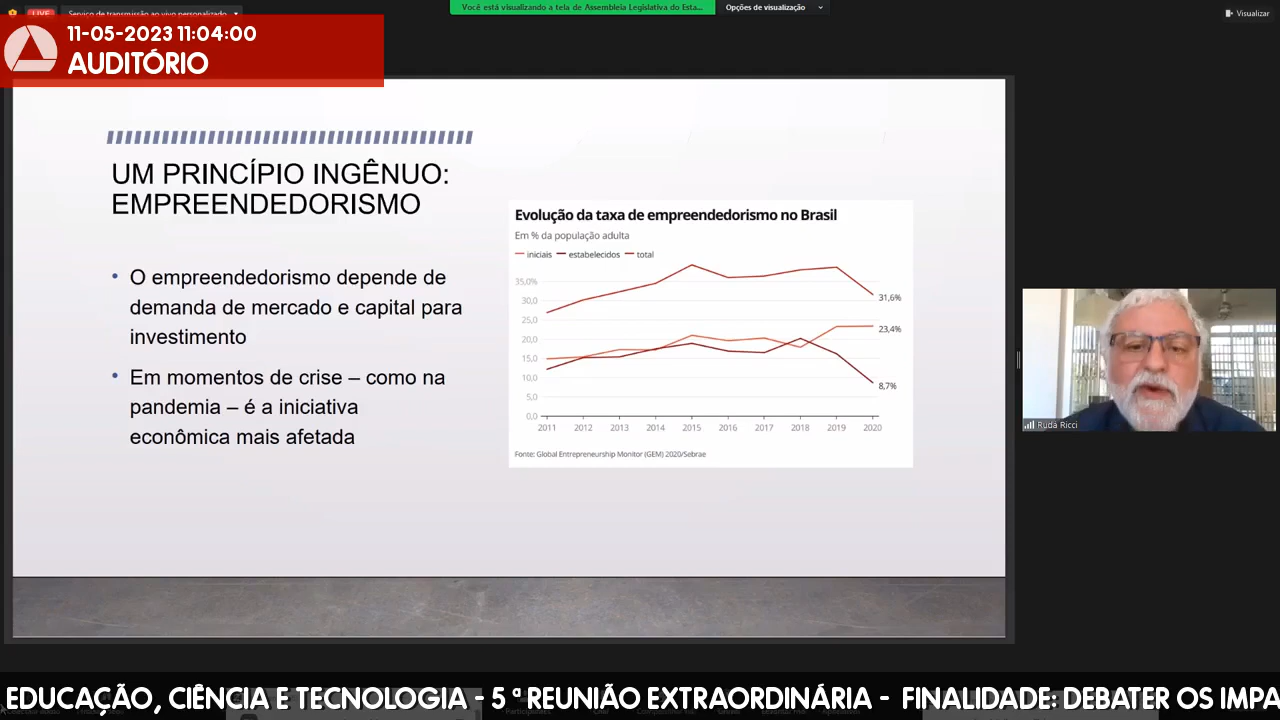 LIVE
Serviço de transmissão ao vivo personalizado
Você está visualizando a tela de Assembleia Legislativa do Esta...
Opções de visualização
Visualizar
11-05-2023 11:04:00
AUDITÓRIO
UM PRINCÍPIO INGÊNUO:
EMPREENDEDORISMO
• O empreendedorismo depende de
demanda de mercado e capital para
investimento
• Em momentos de crise – como na
pandemia – é a iniciativa
econômica mais afetada
Evolução da taxa de empreendedorismo no Brasil
Em % da população adulta
iniciais estabelecidos total
35,0%
30,0
25,0
20,0
15,0
10,0
5,0
0,0
31,6%
23,4%
8,7%
2011 2012 2013 2014 2015 2016 2017 2018 2019 2020
Fonte: Global Entrepreneurship Monitor (GEM) 2020/Sebrae
Rudá Ricci
EDUCAÇÃO, CIÊNCIA E TECNOLOGIA - 5 ª REUNIÃO EXTRAORDINÁRIA - FINALIDADE: DEBATER OS IMPA